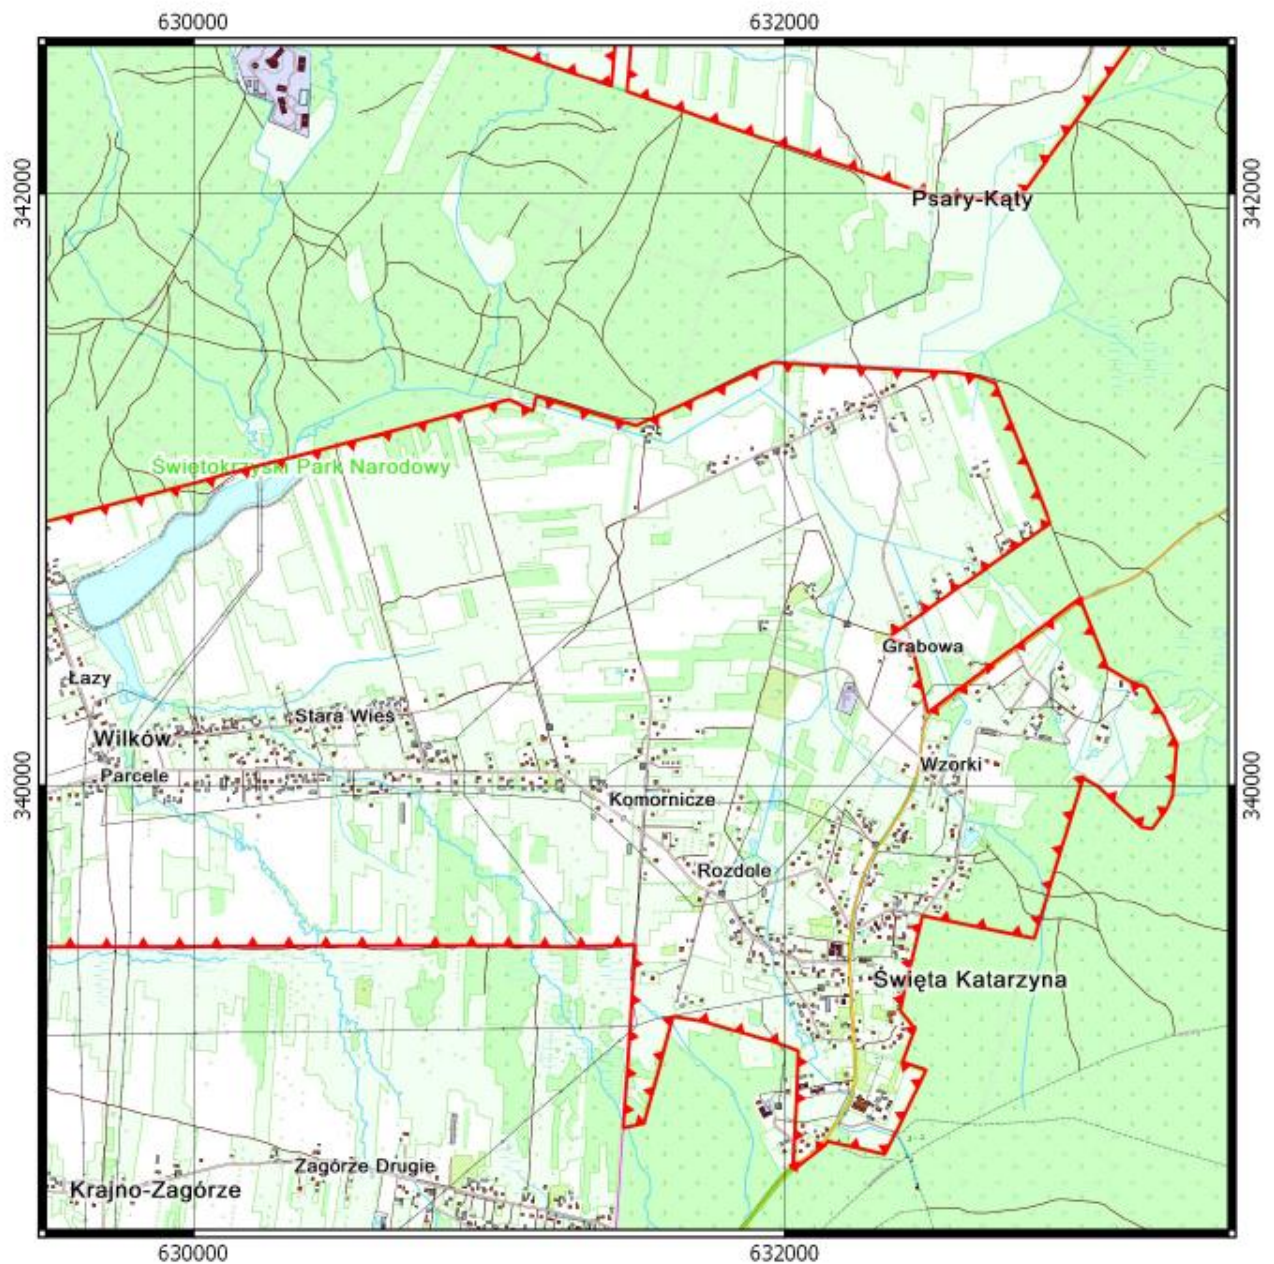 630000 632000
342000 342000
Psary-Kąty
Świętokrzyski Park Narodowy
Grabowa
Łazy
Stara Wieś
Wilków
Wzorki
Parcele
340000 340000
Komornicze
Rozdole
Święta Katarzyna
Zagórze Drugie
Krajno-Zagórze
630000 632000